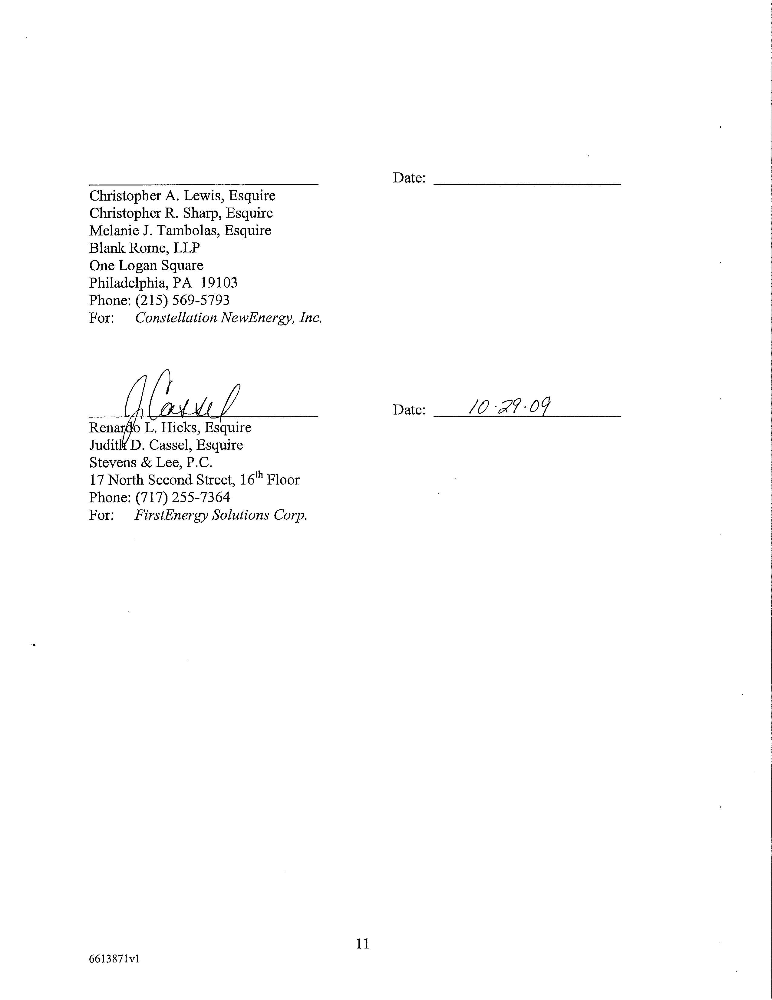 Date:
Christopher A. Lewis, Esquire
Christopher R. Sharp, Esquire
Melanie J. Tambolas, Esquire
Blank Rome, LLP
One Logan Square
Philadelphia, PA 19103
Phone: (215) 569-5793
For: Constellation NewEnergy, Inc.
J Cassel
Date: 10·29·09
Renardo L. Hicks, Esquire
Judith D. Cassel, Esquire
Stevens & Lee, P.C.
17 North Second Street, 16th Floor
Phone: (717) 255-7364
For: FirstEnergy Solutions Corp.
11
6613871v1